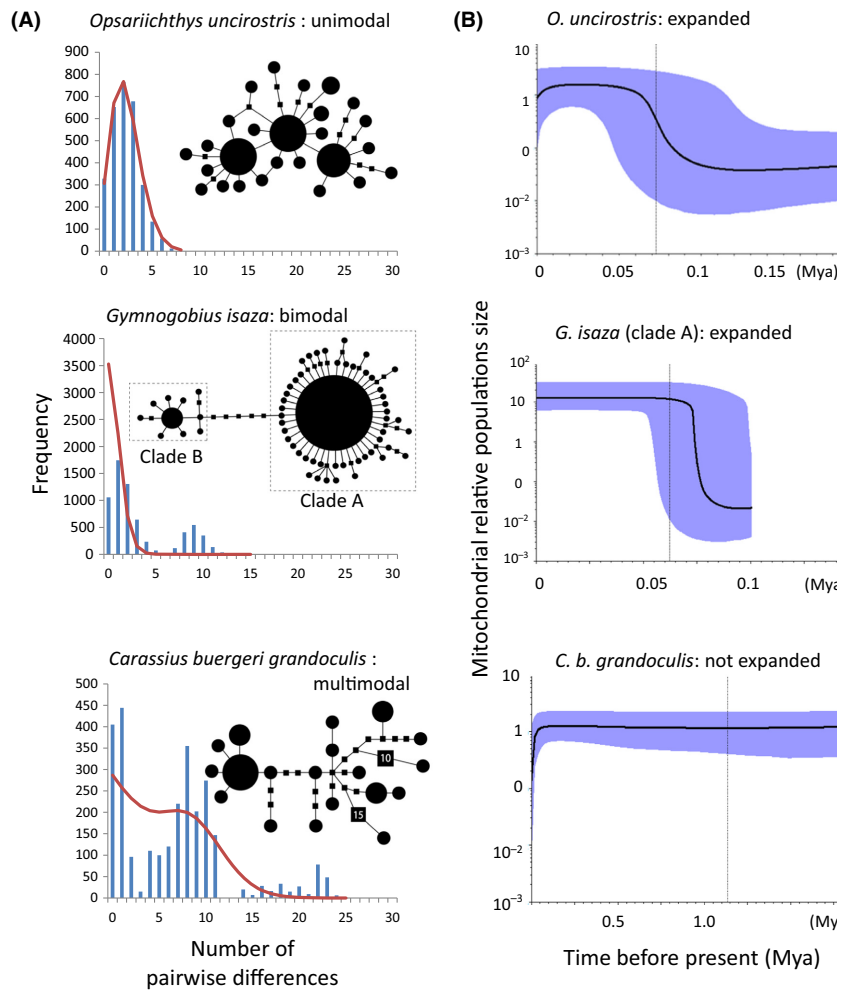 (A)
Opsariichthys uncirostris : unimodal
900
800
700
600
500
400
300
200
100
0
0 5 10 15 20 25 30
Gymnogobius isaza: bimodal
4000
3500
3000
2500
2000
1500
1000
500
0
Clade B
Clade A
0 5 10 15 20 25 30
Frequency
Carassius buergeri grandoculis :
multimodal
500
450
400
350
300
250
200
150
100
50
0
10
15
0 5 10 15 20 25 30
Number of
pairwise differences
(B)
O. uncirostris: expanded
10
1
0
10⁻²
10⁻³
0 0.05 0.1 0.15 (Mya)
G. isaza (clade A): expanded
10²
10
1
0
10⁻²
10⁻³
0 0.05 0.1 (Mya
Mitochondrial relative populations size
C. b. grandoculis: not expanded
10
1
0
10⁻²
10⁻³
0.5 1.0 (My
Time before present (Mya)